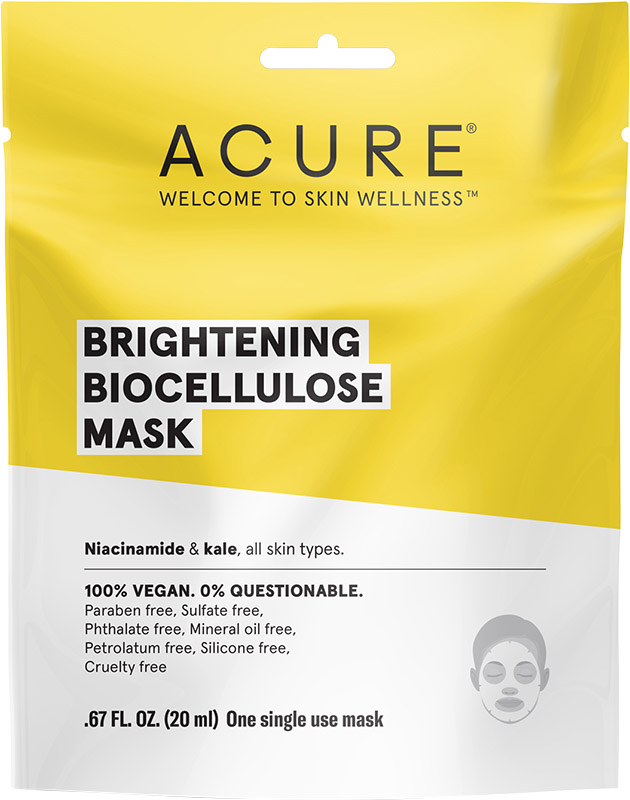 ACURE®
WELCOME TO SKIN WELLNESS™
BRIGHTENING
BIOCELLULOSE
MASK
Niacinamide & kale, all skin types.
100% VEGAN. 0% QUESTIONABLE.
Paraben free, Sulfate free,
Phthalate free, Mineral oil free,
Petrolatum free, Silicone free,
Cruelty free
.67 FL. OZ. (20 ml) One single use mask